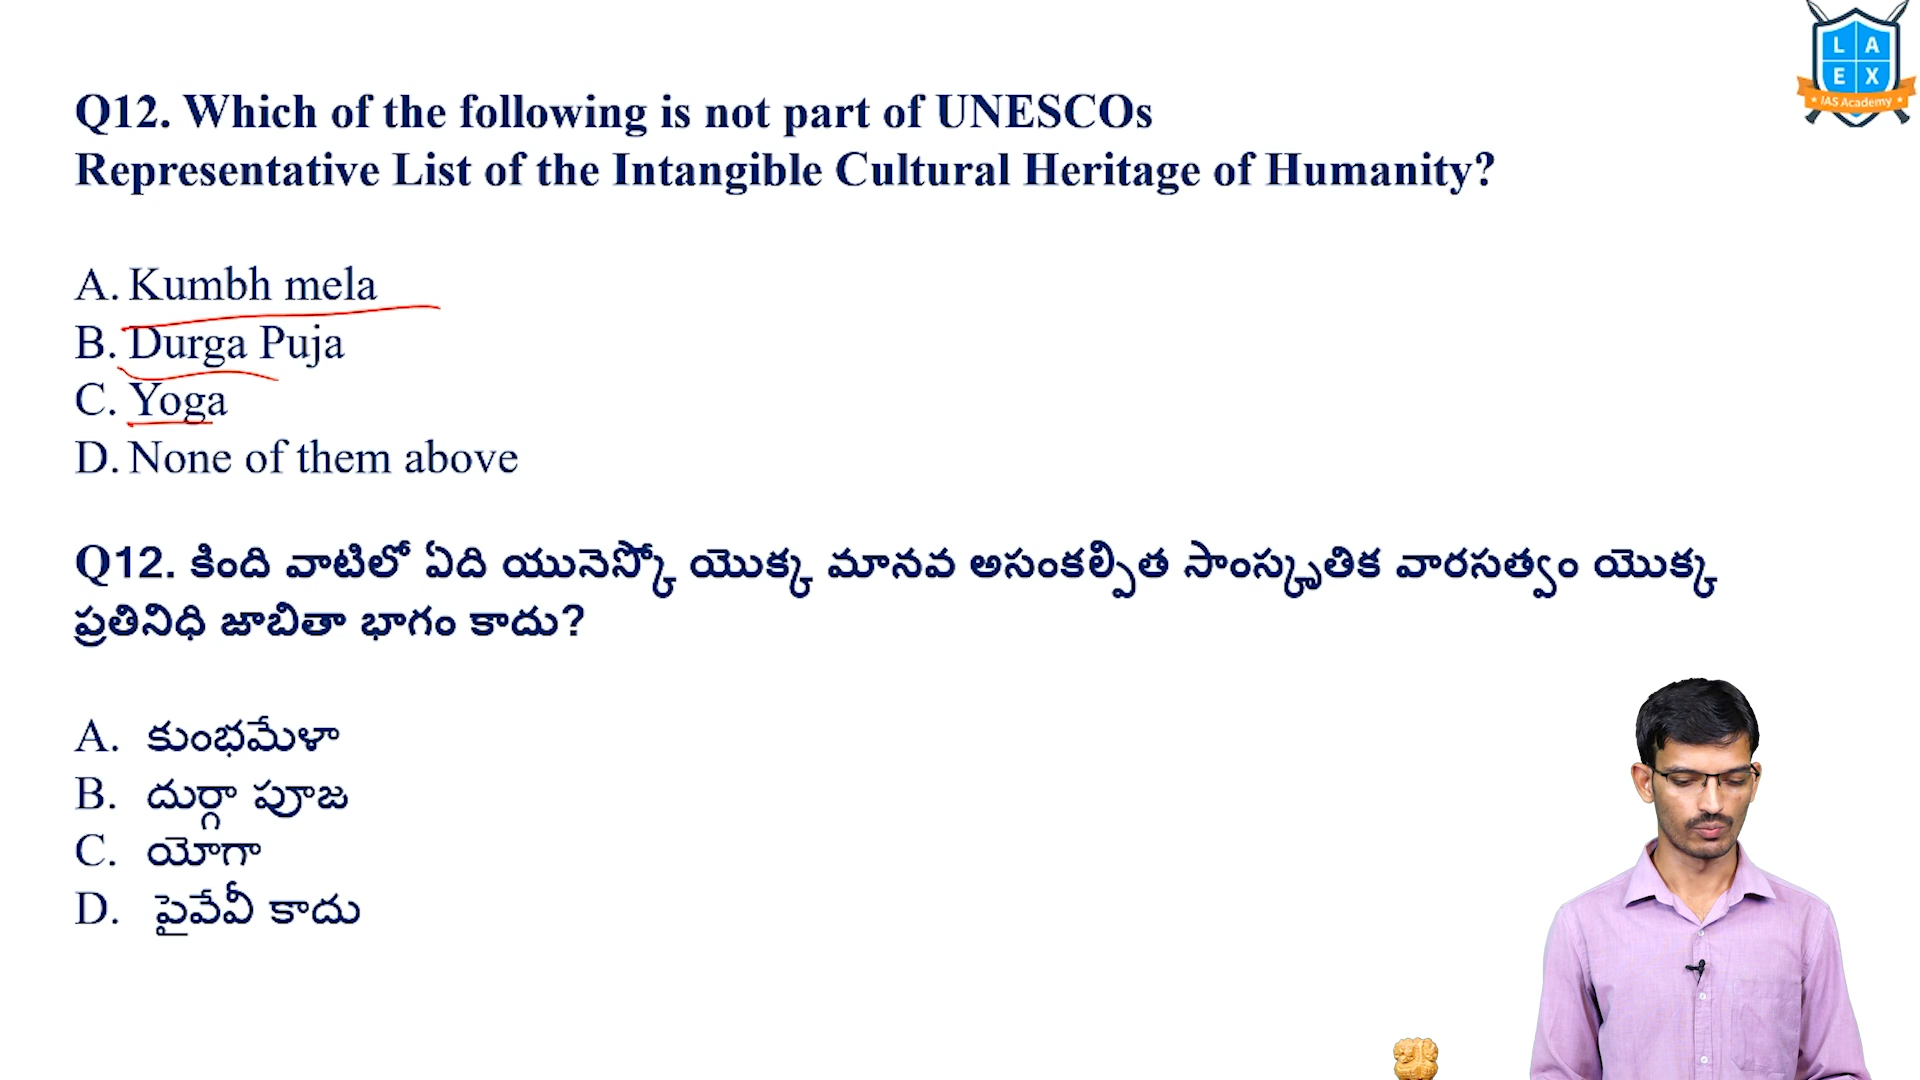 L A
E X
IAS Academy
Q12. Which of the following is not part of UNESCOs
Representative List of the Intangible Cultural Heritage of Humanity?
A. Kumbh mela
B. Durga Puja
C. Yoga
D. None of them above
Q12. కింది వాటిలో ఏది యునెస్కో యొక్క మానవ అసంకల్పిత సాంస్కృతిక వారసత్వం యొక్క
ప్రతినిధి జాబితా భాగం కాదు?
A. కుంభమేళా
B. దుర్గా పూజ
C. యోగా
D. పైవేవీ కాదు